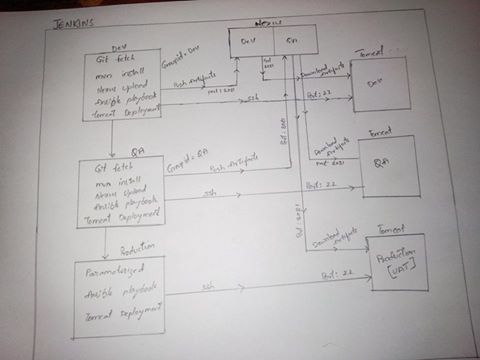 JENKINS
Nexus
DeV
QA
DeV
Git fetch
mvn install
Nexus upload
Ansible playbook
Tomcat Deployment
GroupId = DeV
Push Artifacts
Port: 8081
Download Artifacts
Tomcat
DeV
ssh
Port: 22
QA
Git fetch
mvn install
Nexus Upload
Ansible playbook
Tomcat Deployment
GroupId = QA
Push Artifacts
Port: 8081
Download Artifacts
Port: 8081
Tomcat
QA
ssh
Port: 22
Production
Parameterized
Ansible playbook
Tomcat Deployment
Port: 8081
Download Artifacts
Tomcat
Production
[UAT]
ssh
Port: 22